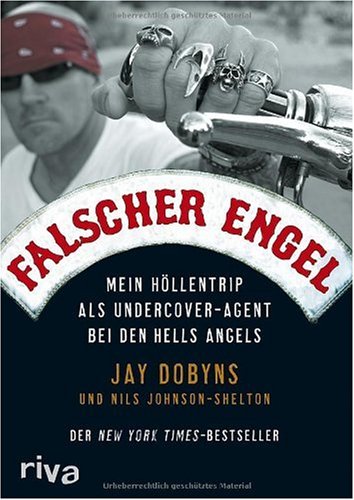 Urheberrechtlich geschütztes Material
FALSCHER ENGEL
MEIN HÖLLENTRIP
ALS UNDERCOVER-AGENT
BEI DEN HELLS ANGELS
JAY DOBYNS
UND NILS JOHNSON-SHELTON
DER NEW YORK TIMES-BESTSELLER
riva
Urheberrechtlich geschütztes Material